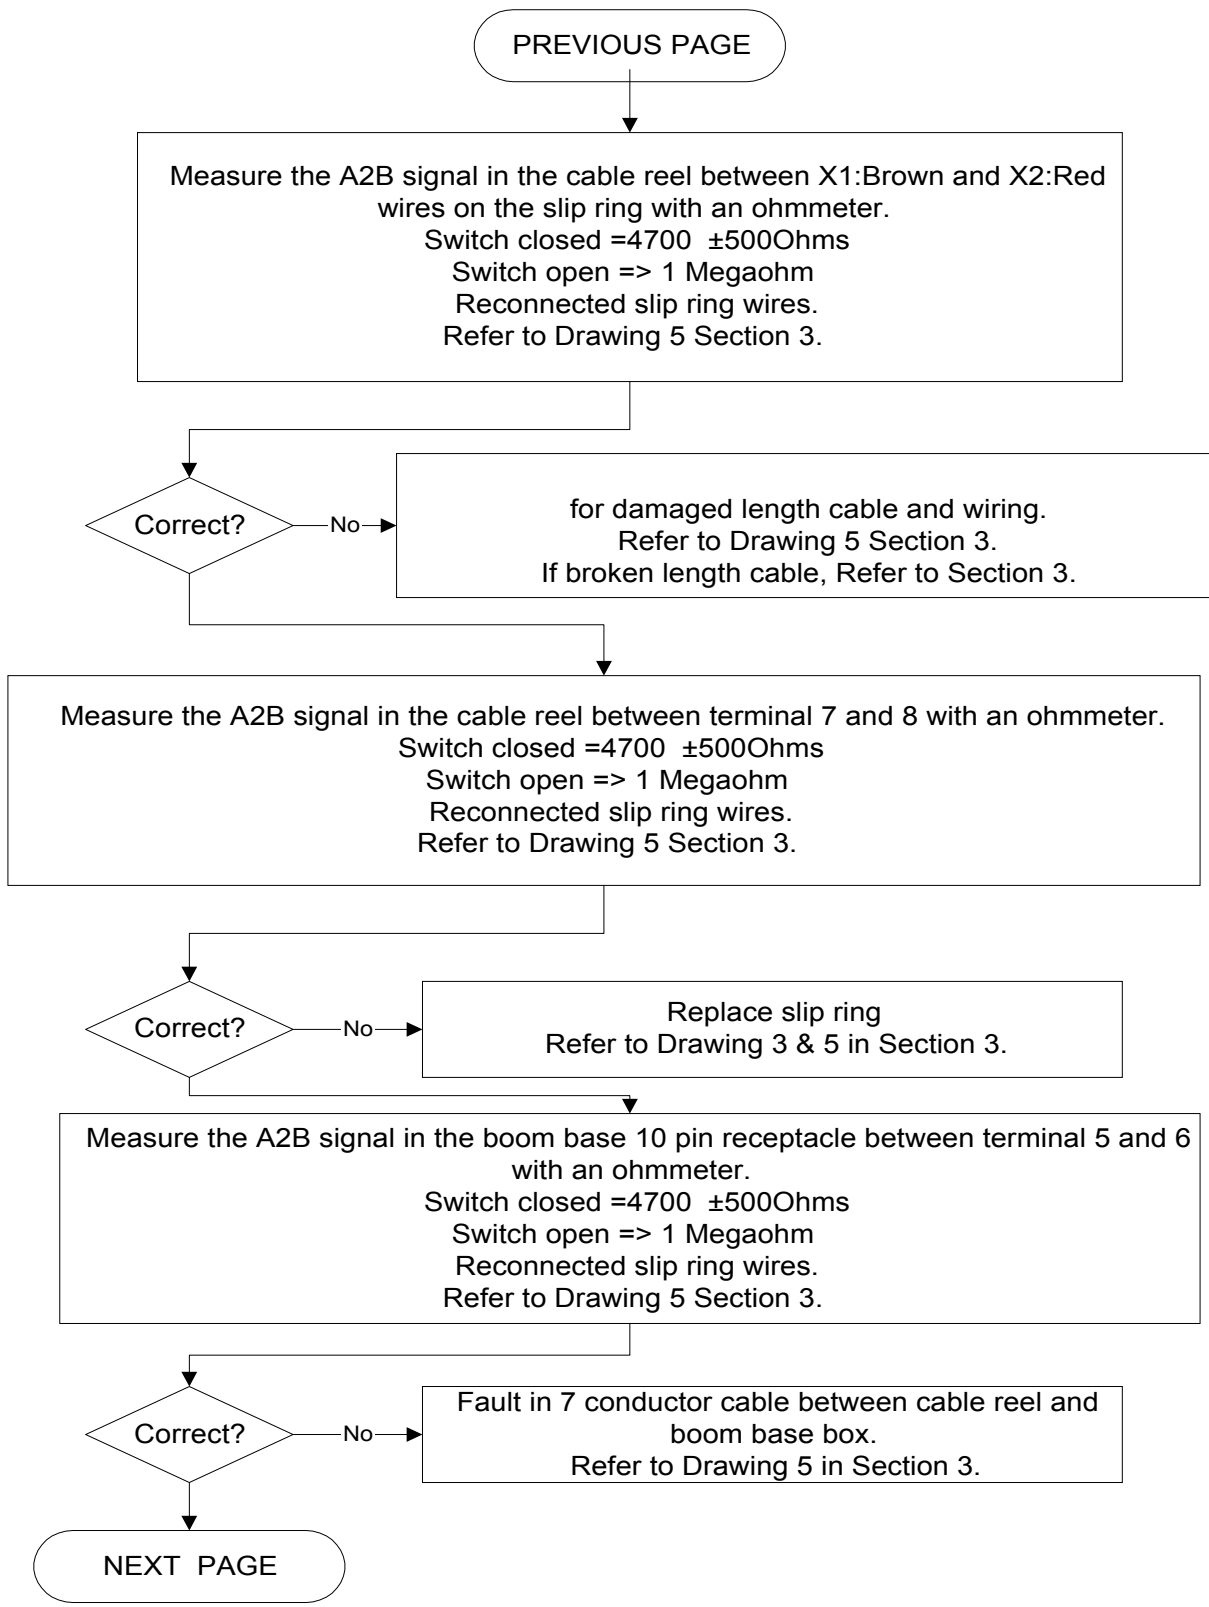 PREVIOUS PAGE
Measure the A2B signal in the cable reel between X1:Brown and X2:Red
wires on the slip ring with an ohmmeter.
Switch closed =4700  ±500Ohms
Switch open => 1 Megaohm
Reconnected slip ring wires.
Refer to Drawing 5 Section 3.
Correct?
No
for damaged length cable and wiring.
Refer to Drawing 5 Section 3.
If broken length cable, Refer to Section 3.
Measure the A2B signal in the cable reel between terminal 7 and 8 with an ohmmeter.
Switch closed =4700  ±500Ohms
Switch open => 1 Megaohm
Reconnected slip ring wires.
Refer to Drawing 5 Section 3.
Correct?
No
Replace slip ring
Refer to Drawing 3 & 5 in Section 3.
Measure the A2B signal in the boom base 10 pin receptacle between terminal 5 and 6
with an ohmmeter.
Switch closed =4700  ±500Ohms
Switch open => 1 Megaohm
Reconnected slip ring wires.
Refer to Drawing 5 Section 3.
Correct?
No
Fault in 7 conductor cable between cable reel and
boom base box.
Refer to Drawing 5 in Section 3.
NEXT  PAGE